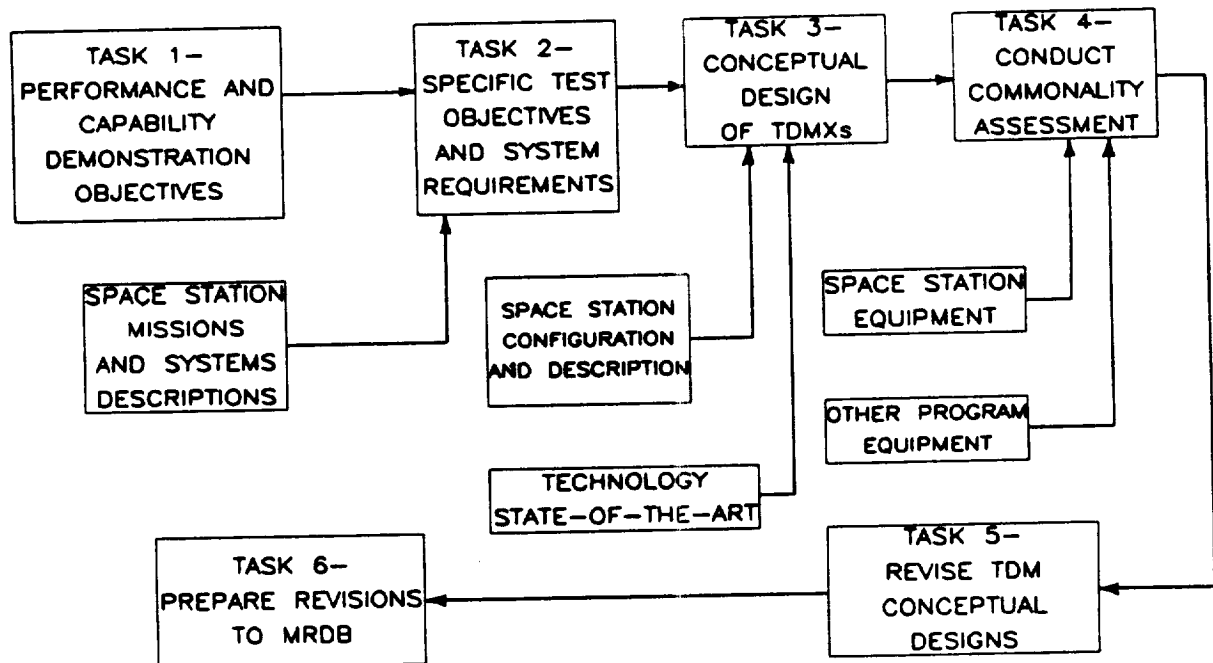 TASK 1–
PERFORMANCE AND
CAPABILITY
DEMONSTRATION
OBJECTIVES
TASK 2–
SPECIFIC TEST
OBJECTIVES
AND SYSTEM
REQUIREMENTS
TASK 3–
CONCEPTUAL
DESIGN
OF TDMXs
TASK 4–
CONDUCT
COMMONALITY
ASSESSMENT
SPACE STATION
MISSIONS
AND SYSTEMS
DESCRIPTIONS
SPACE STATION
CONFIGURATION
AND DESCRIPTION
SPACE STATION
EQUIPMENT
OTHER PROGRAM
EQUIPMENT
TECHNOLOGY
STATE–OF–THE–ART
TASK 5–
REVISE TDM
CONCEPTUAL
DESIGNS
TASK 6–
PREPARE REVISIONS
TO MRDB